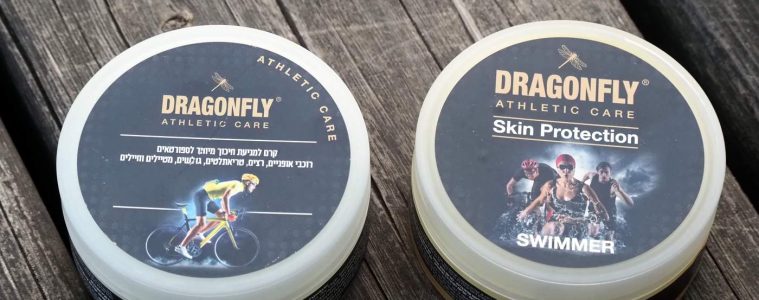 DRAGONFLY®
ATHLETIC CARE
ATHLETIC CARE
קרם למניעת חיכוך מיוחד לספורטאים
רוכבי אופניים, רצים, טריאתלטים, גולשים, מטיילים וחיילים
DRAGONFLY®
ATHLETIC CARE
Skin Protection
SWIMMER